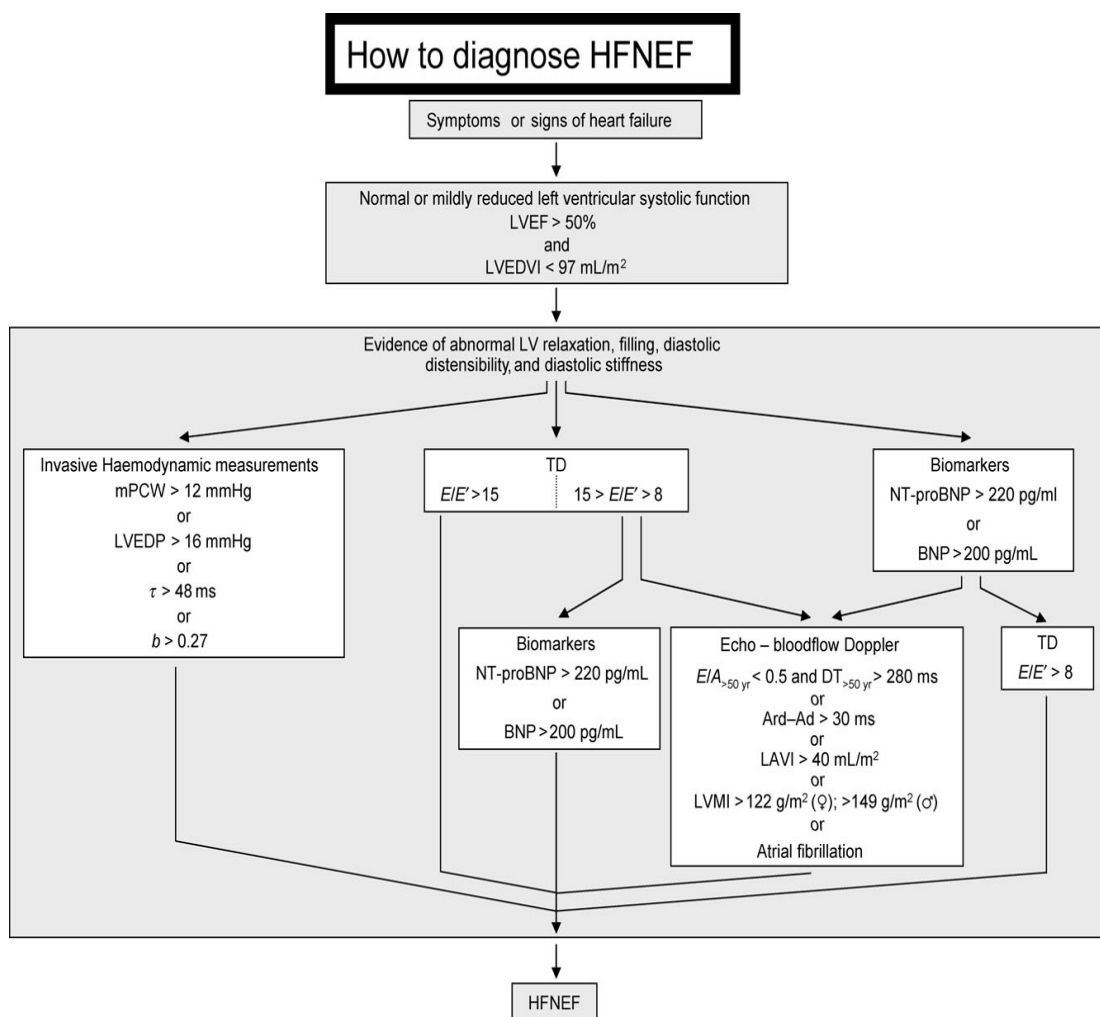 How to diagnose HFNEF
Symptoms or signs of heart failure
Normal or mildly reduced left ventricular systolic function
LVEF > 50%
and
LVEDVI < 97 mL/m²
Evidence of abnormal LV relaxation, filling, diastolic
distensibility, and diastolic stiffness
Invasive Haemodynamic measurements
mPCW > 12 mmHg
or
LVEDP > 16 mmHg
or
τ > 48 ms
or
b > 0.27
TD
E/E′ > 15
15 > E/E′ > 8
Biomarkers
NT-proBNP > 220 pg/ml
or
BNP > 200 pg/mL
Biomarkers
NT-proBNP > 220 pg/mL
or
BNP > 200 pg/mL
Echo – bloodflow Doppler
E/A>50 yr < 0.5 and DT>50 yr > 280 ms
or
Ard–Ad > 30 ms
or
LAVI > 40 mL/m²
or
LVMI > 122 g/m² (♀); >149 g/m² (♂)
or
Atrial fibrillation
TD
E/E′ > 8
HFNEF